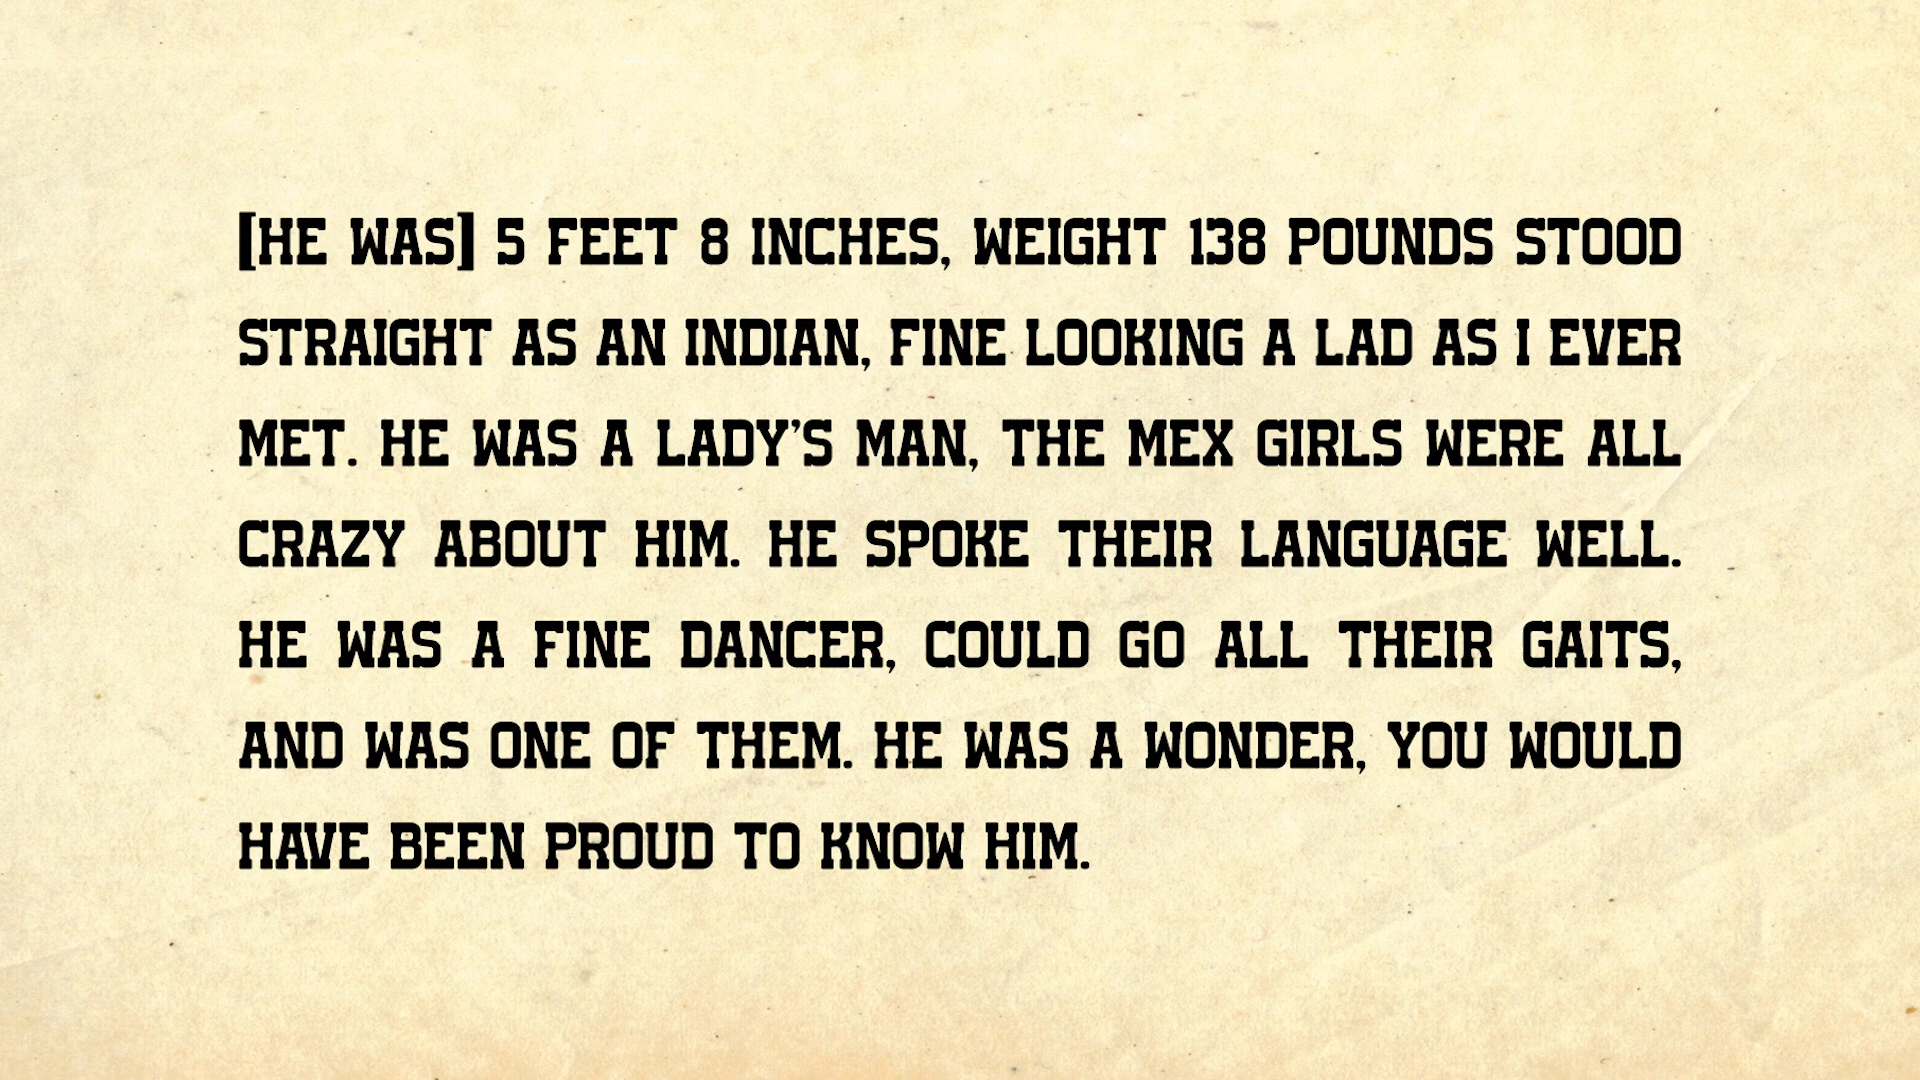 [HE WAS] 5 FEET 8 INCHES, WEIGHT 138 POUNDS STOOD
STRAIGHT AS AN INDIAN, FINE LOOKING A LAD AS I EVER
MET. HE WAS A LADY'S MAN, THE MEX GIRLS WERE ALL
CRAZY ABOUT HIM. HE SPOKE THEIR LANGUAGE WELL.
HE WAS A FINE DANCER, COULD GO ALL THEIR GAITS,
AND WAS ONE OF THEM. HE WAS A WONDER, YOU WOULD
HAVE BEEN PROUD TO KNOW HIM.